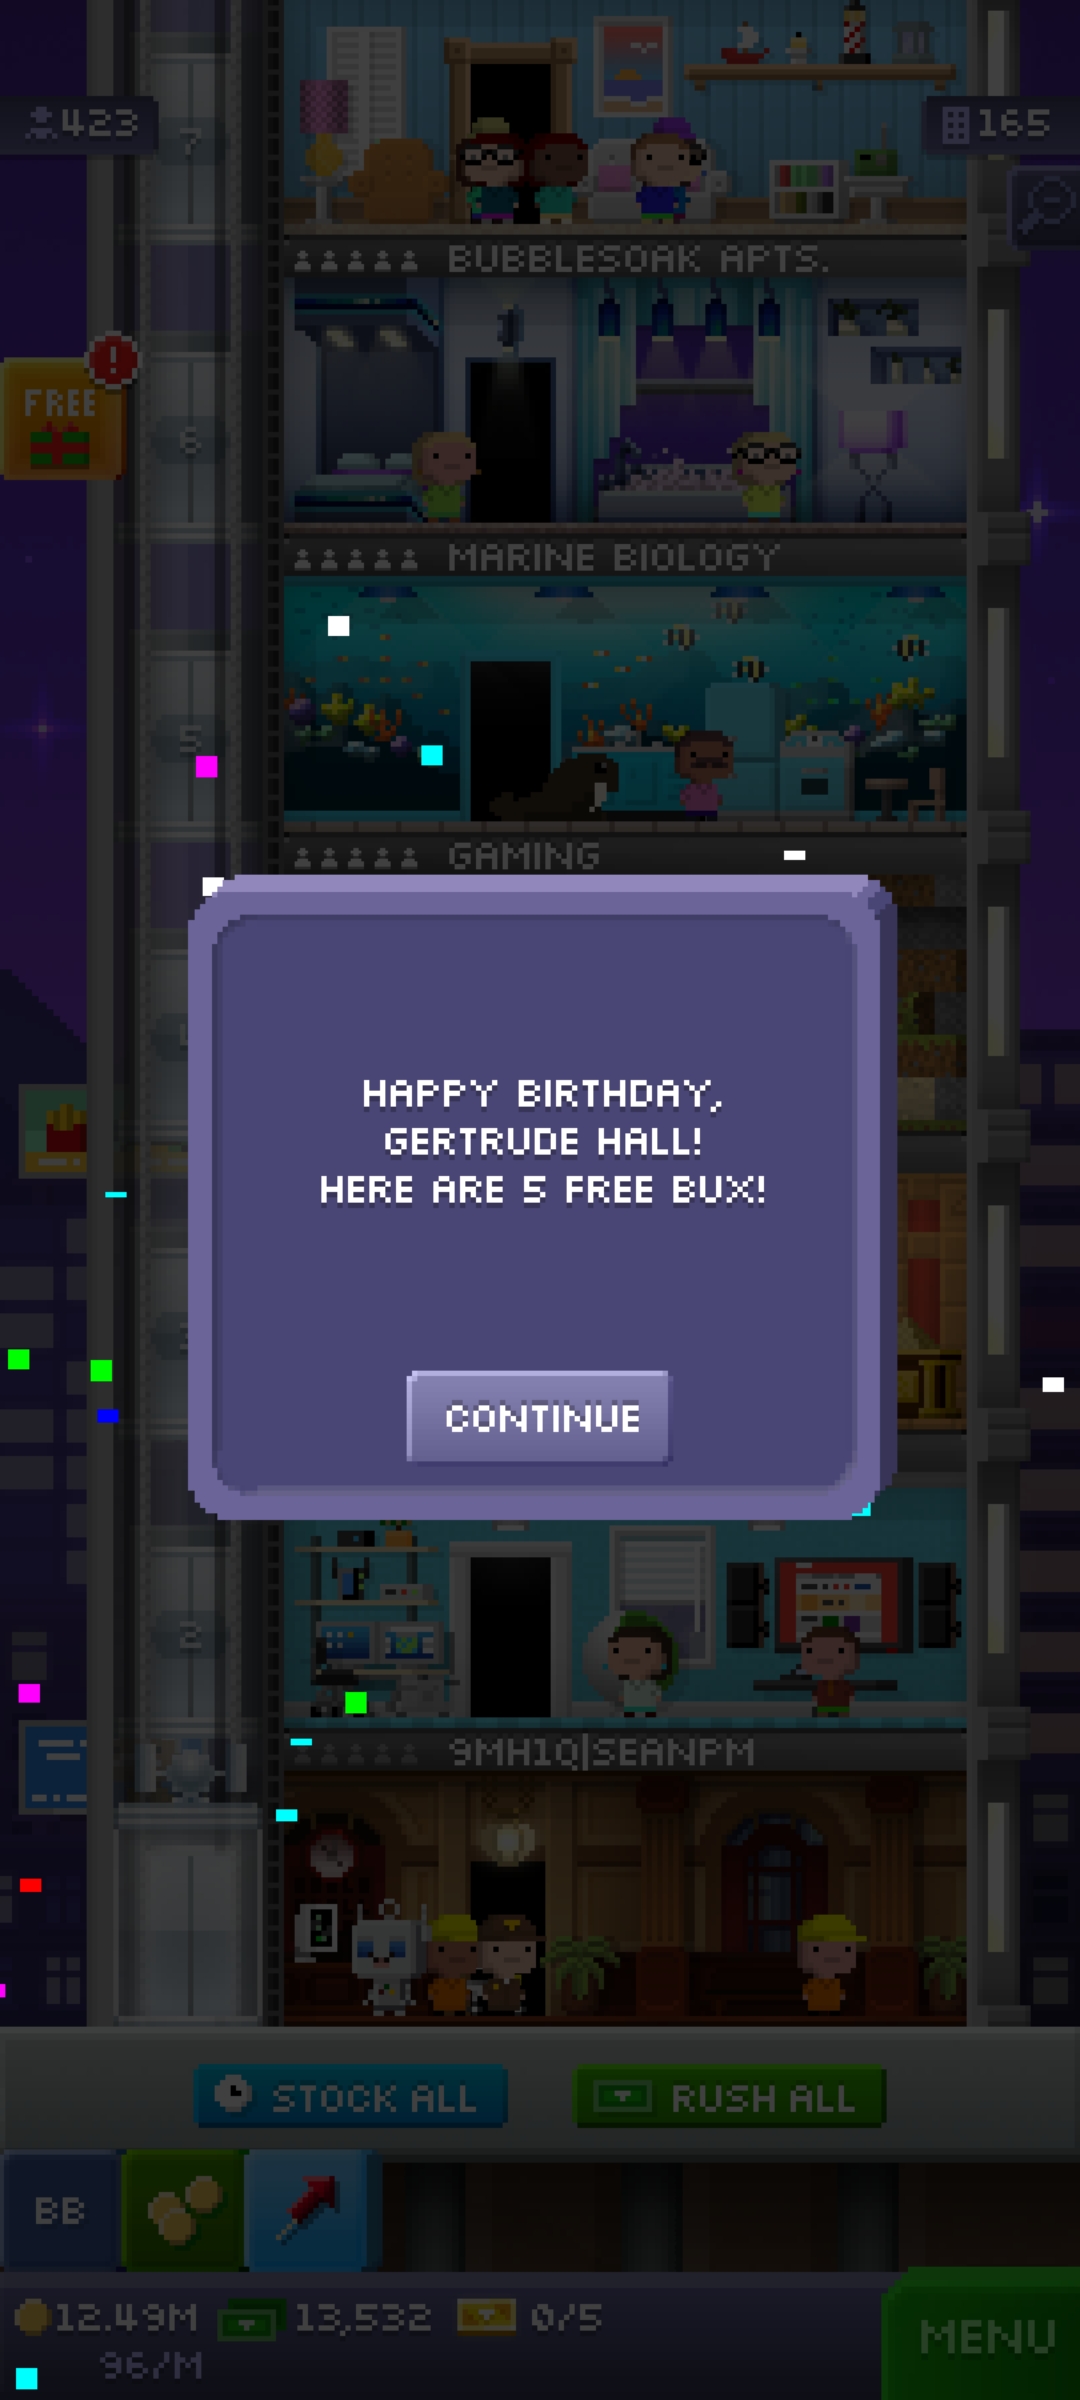 7
423
165
BUBBLESOAK APTS.
FREE
!
6
MARINE BIOLOGY
5
GAMING
HAPPY BIRTHDAY,
GERTRUDE HALL!
HERE ARE 5 FREE BUX!
CONTINUE
2
9MH1Q|SEANPM
STOCK ALL
RUSH ALL
BB
12.49M
13,532
0/5
96/M
MENU